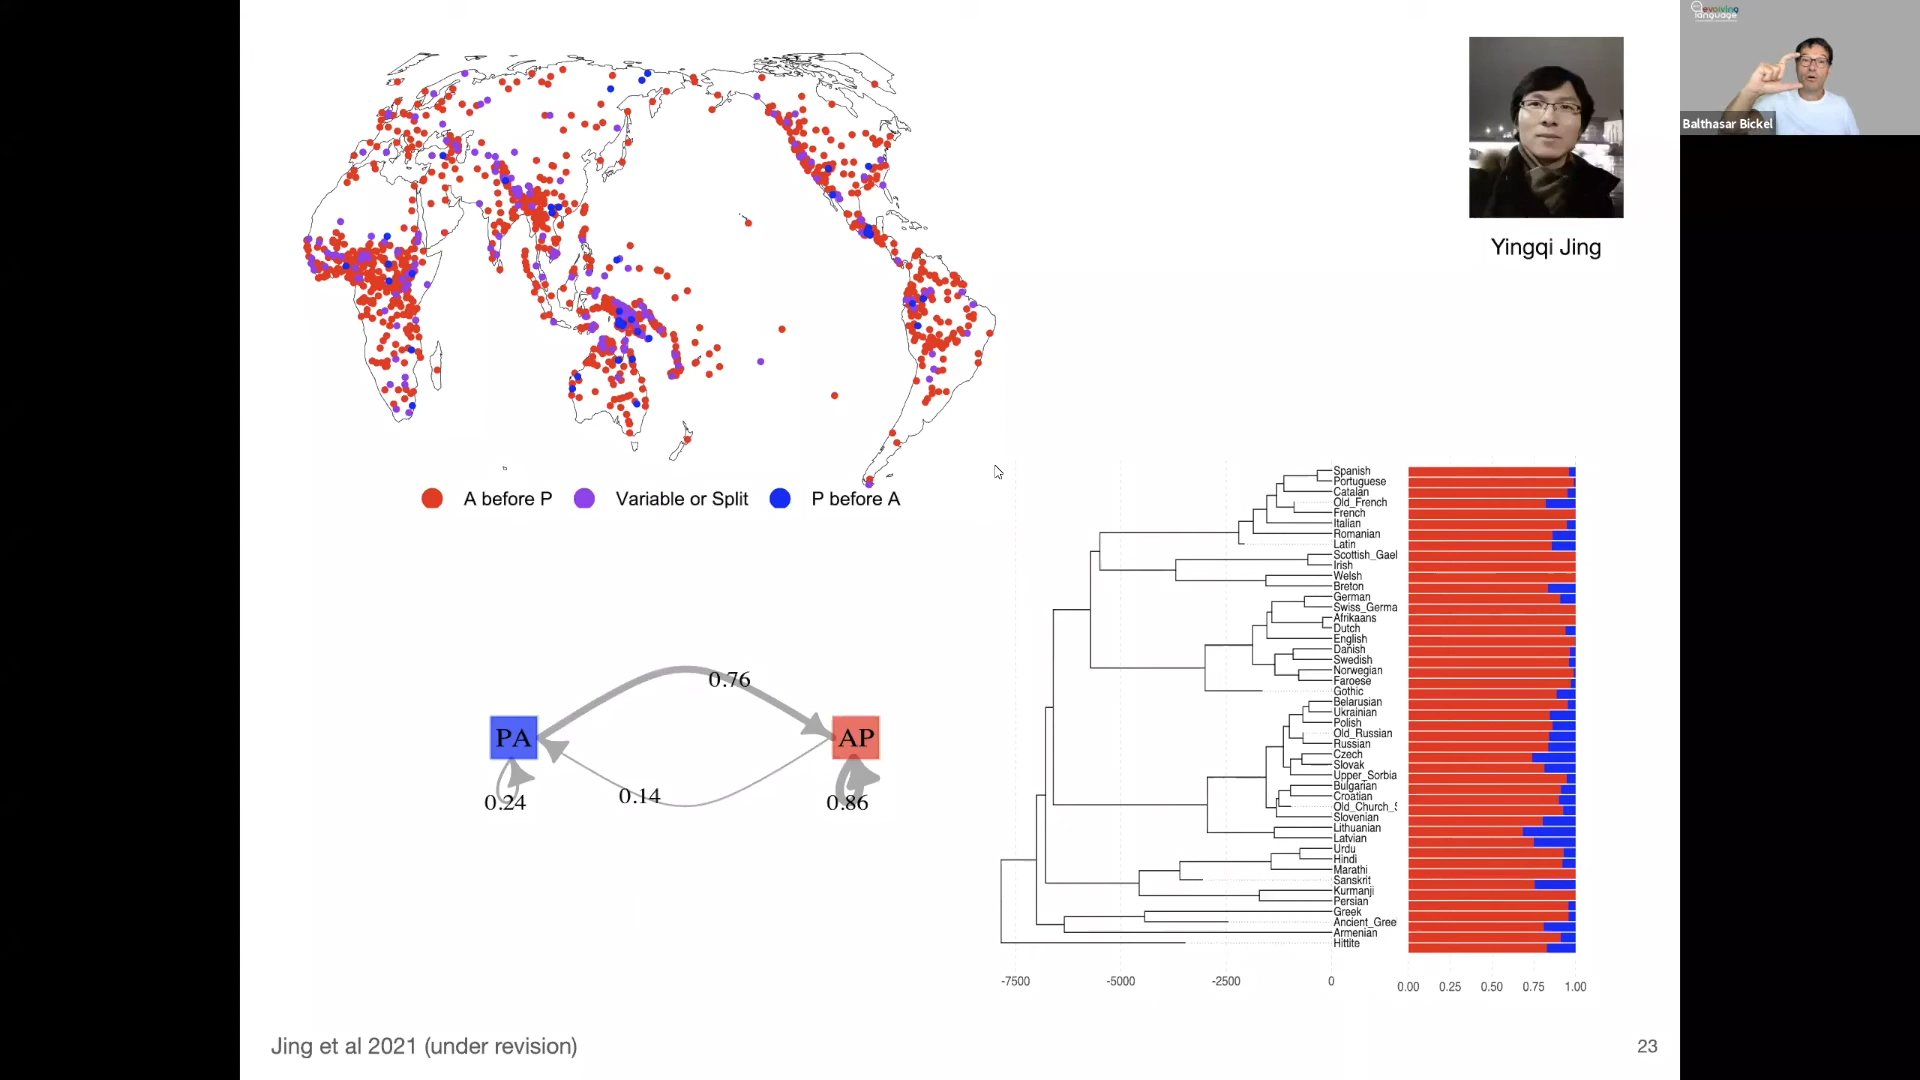 evolving
language
Balthasar Bickel
Yingqi Jing
A before P
Variable or Split
P before A
0.76
PA
AP
0.24
0.14
0.86
Spanish
Portuguese
Catalan
Old_French
French
Italian
Romanian
Latin
Scottish_Gael
Irish
Welsh
Breton
German
Swiss_Germa
Afrikaans
Dutch
English
Danish
Swedish
Norwegian
Faroese
Gothic
Belarusian
Ukrainian
Polish
Old_Russian
Russian
Czech
Slovak
Upper_Sorbia
Bulgarian
Croatian
Old_Church_S
Slovenian
Lithuanian
Latvian
Urdu
Hindi
Marathi
Sanskrit
Kurmanji
Persian
Greek
Ancient_Gree
Armenian
Hittite
-7500 -5000 -2500 0
0.00 0.25 0.50 0.75 1.00
Jing et al 2021 (under revision)
23